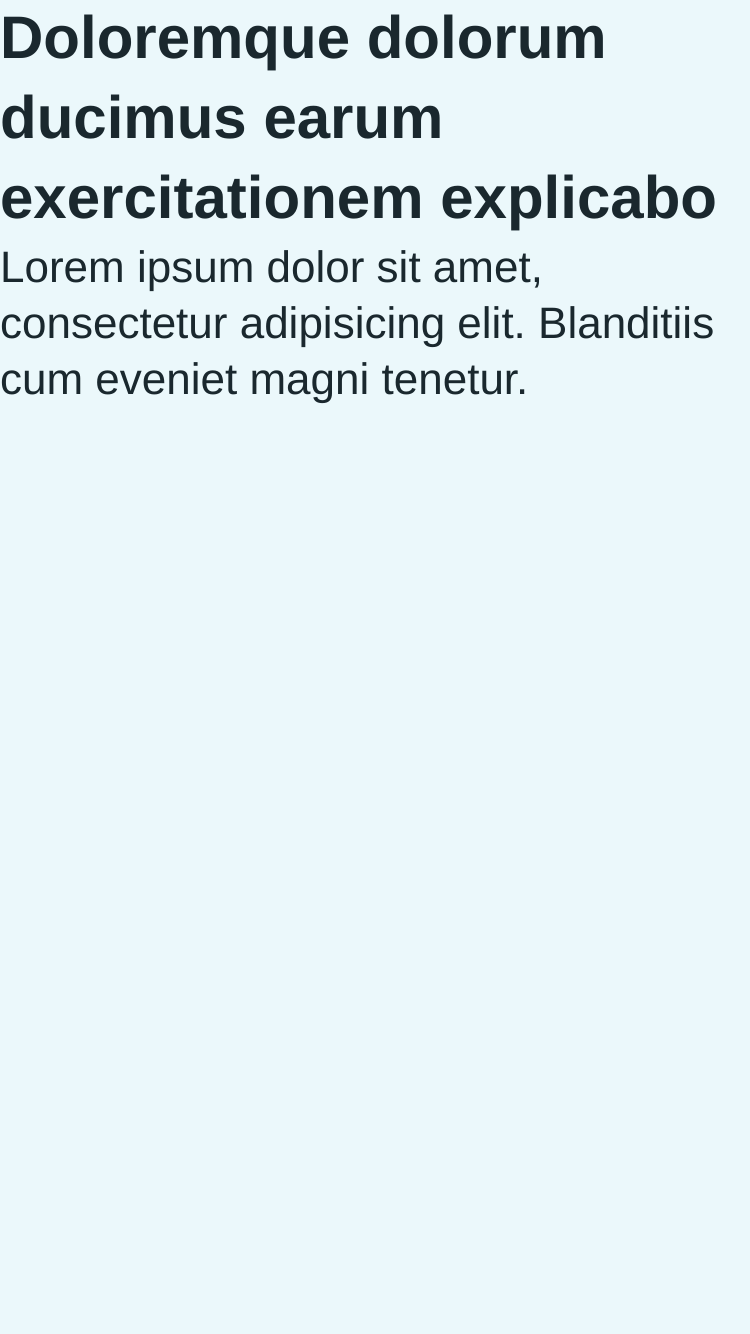 Doloremque dolorum
ducimus earum
exercitationem explicabo
Lorem ipsum dolor sit amet,
consectetur adipisicing elit. Blanditiis
cum eveniet magni tenetur.